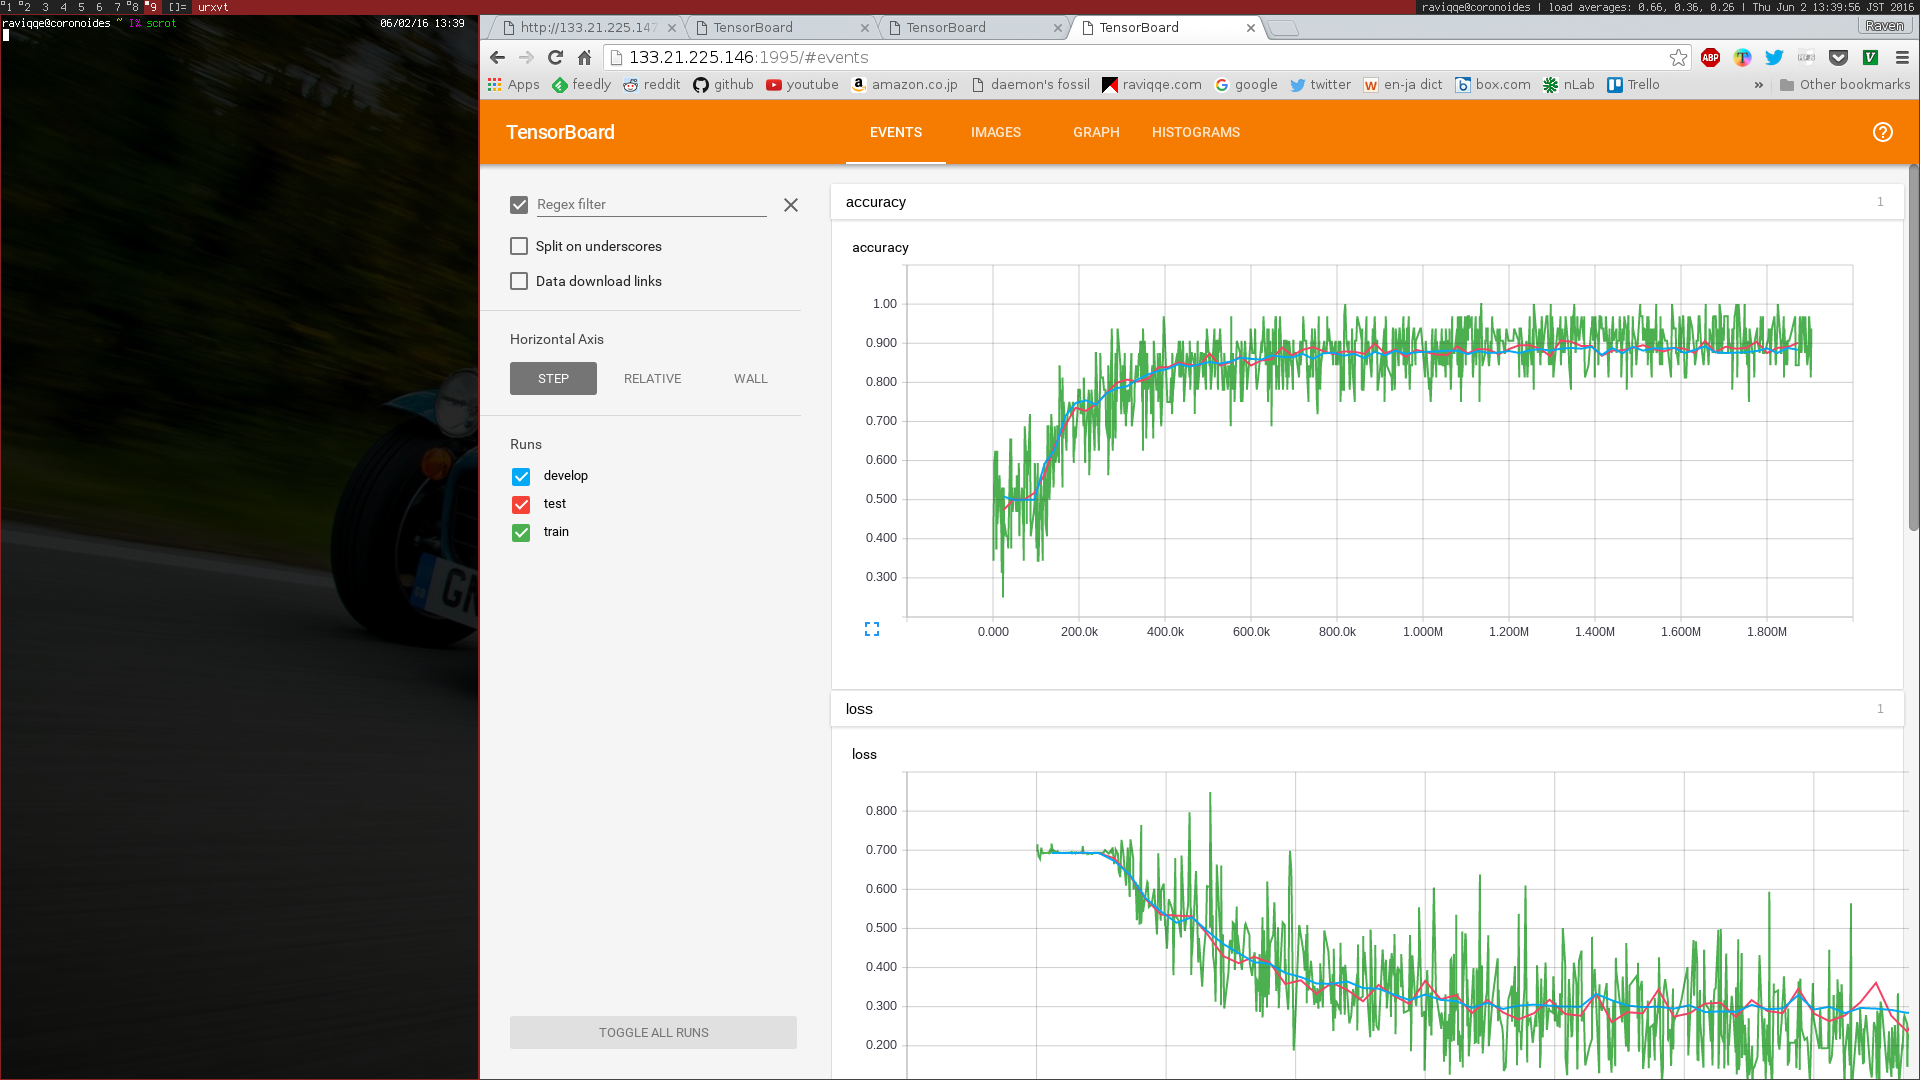 1 2 3 4 5 6 7 8 9 []= urxvt
raviqqe@coronoides | load averages: 0.66, 0.36, 0.26 | Thu Jun 2 13:39:56 JST 2016
raviqqe@coronoides ~ I% scrot 06/02/16 13:39
http://133.21.225.147 TensorBoard TensorBoard TensorBoard Raven
133.21.225.146:1995/#events
ABP
Apps feedly reddit github youtube amazon.co.jp daemon's fossil raviqqe.com google twitter en-ja dict box.com nLab Trello » Other bookmarks
TensorBoard EVENTS IMAGES GRAPH HISTOGRAMS
Regex filter
Split on underscores
Data download links
Horizontal Axis
STEP RELATIVE WALL
Runs
develop
test
train
TOGGLE ALL RUNS
accuracy 1
accuracy
1.00
0.900
0.800
0.700
0.600
0.500
0.400
0.300
0.000 200.0k 400.0k 600.0k 800.0k 1.000M 1.200M 1.400M 1.600M 1.800M
loss 1
loss
0.800
0.700
0.600
0.500
0.400
0.300
0.200